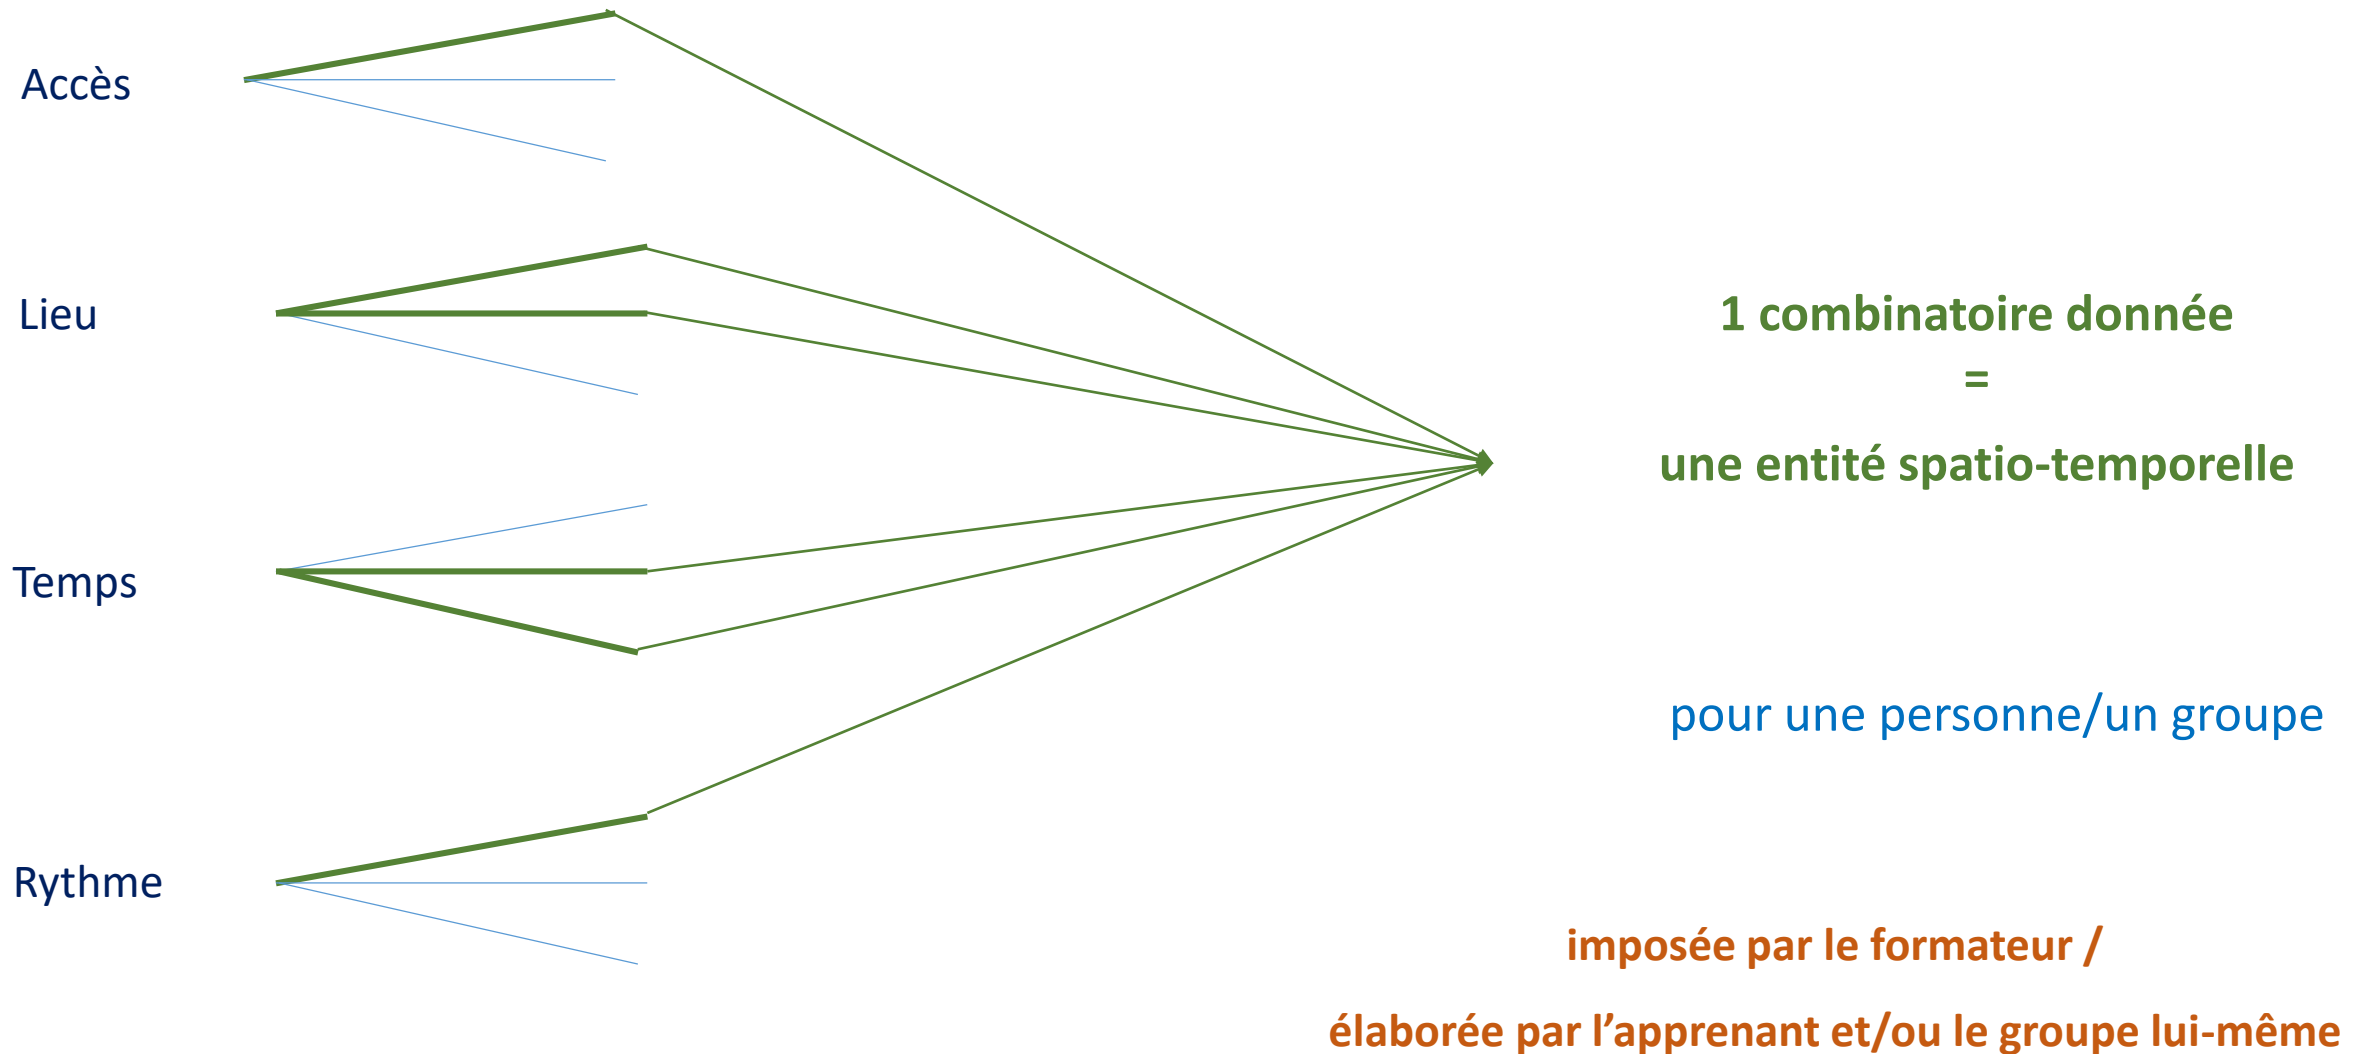 Accès
Lieu
1 combinatoire donnée
=
une entité spatio-temporelle
Temps
pour une personne/un groupe
Rythme
imposée par le formateur /
élaborée par l’apprenant et/ou le groupe lui-même